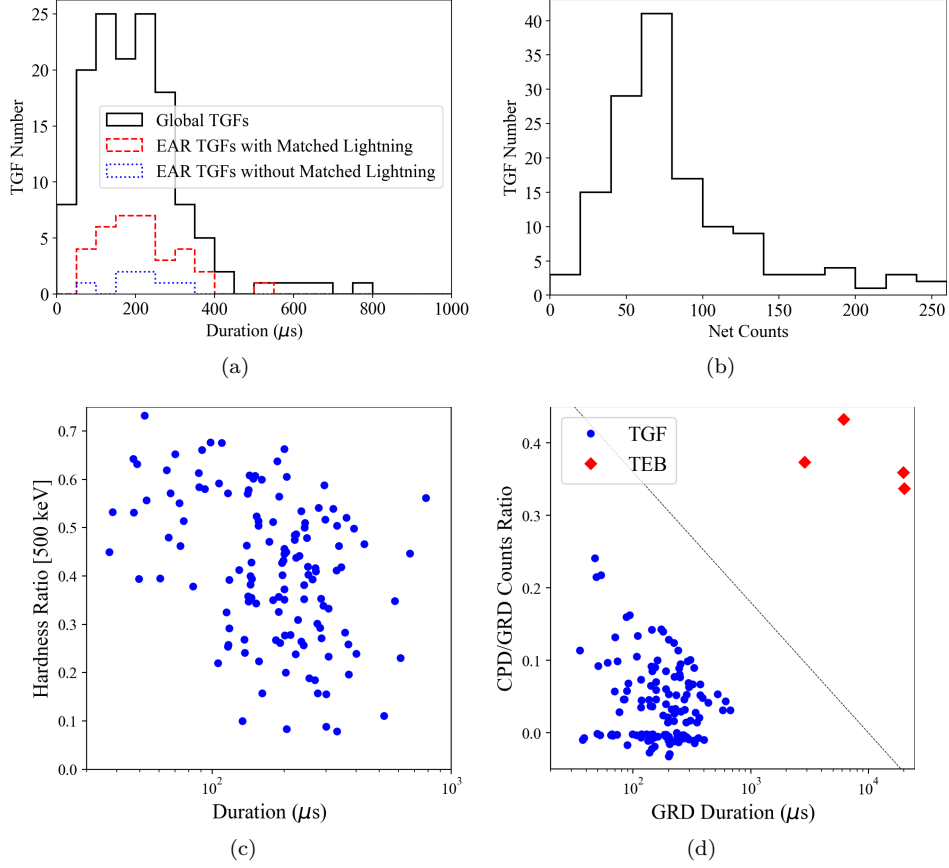 25
20
15
10
5
0
TGF Number
Global TGFs
EAR TGFs with Matched Lightning
EAR TGFs without Matched Lightning
0 200 400 600 800 1000
Duration (μs)
(a)
40
35
30
25
20
15
10
5
0
TGF Number
0 50 100 150 200 250
Net Counts
(b)
0.7
0.6
0.5
0.4
0.3
0.2
0.1
0.0
Hardness Ratio [500 keV]
10² 10³
Duration (μs)
(c)
0.4
0.3
0.2
0.1
0.0
CPD/GRD Counts Ratio
TGF
TEB
10² 10³ 10⁴
GRD Duration (μs)
(d)